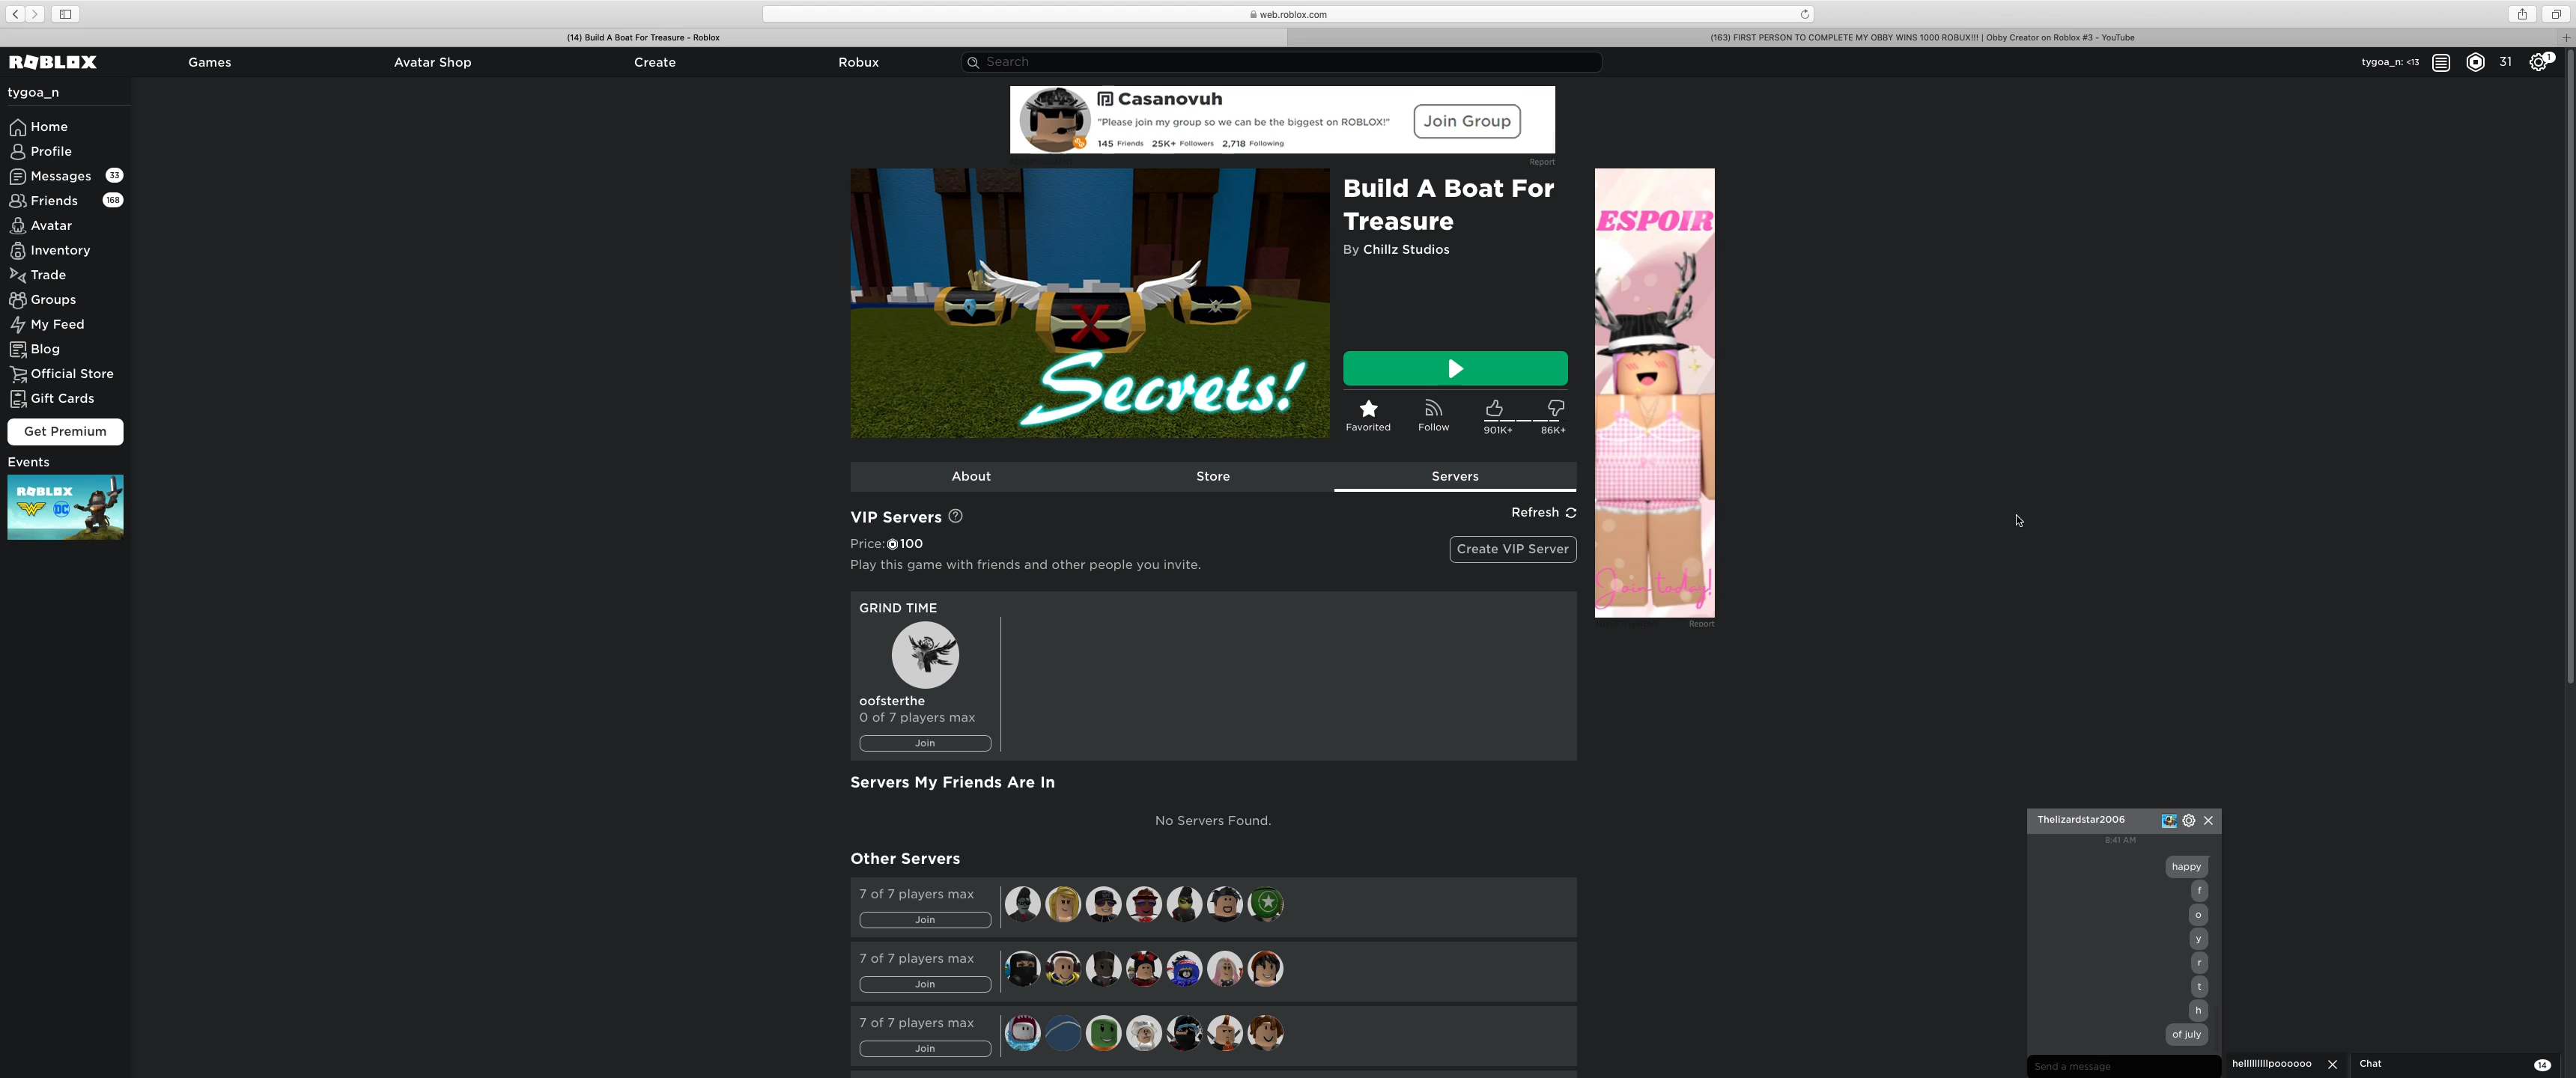 web.roblox.com
(14) Build A Boat For Treasure - Roblox
(163) FIRST PERSON TO COMPLETE MY OBBY WINS 1000 ROBUX!!! | Obby Creator on Roblox #3 - YouTube
ROBLOX
Games
Avatar Shop
Create
Robux
Search
tygoa_n: <13
31
1
tygoa_n
Home
Profile
Messages 33
Friends 168
Avatar
Inventory
Trade
Groups
My Feed
Blog
Official Store
Gift Cards
Get Premium
Events
ROBLOX
DC
Casanovuh
"Please join my group so we can be the biggest on ROBLOX!"
145 Friends 25K+ Followers 2,718 Following
Join Group
Report
X
Secrets!
Build A Boat For
Treasure
By Chillz Studios
Favorited
Follow
901K+
86K+
ESPOIR
Join today!
Report
About
Store
Servers
VIP Servers
Refresh
Price: 100
Create VIP Server
Play this game with friends and other people you invite.
GRIND TIME
oofsterthe
0 of 7 players max
Join
Servers My Friends Are In
No Servers Found.
Other Servers
7 of 7 players max
Join
7 of 7 players max
Join
7 of 7 players max
Join
Thelizardstar2006
8:41 AM
happy
f
o
y
r
t
h
of july
Send a message
hellllllllllpoooooo
Chat
14